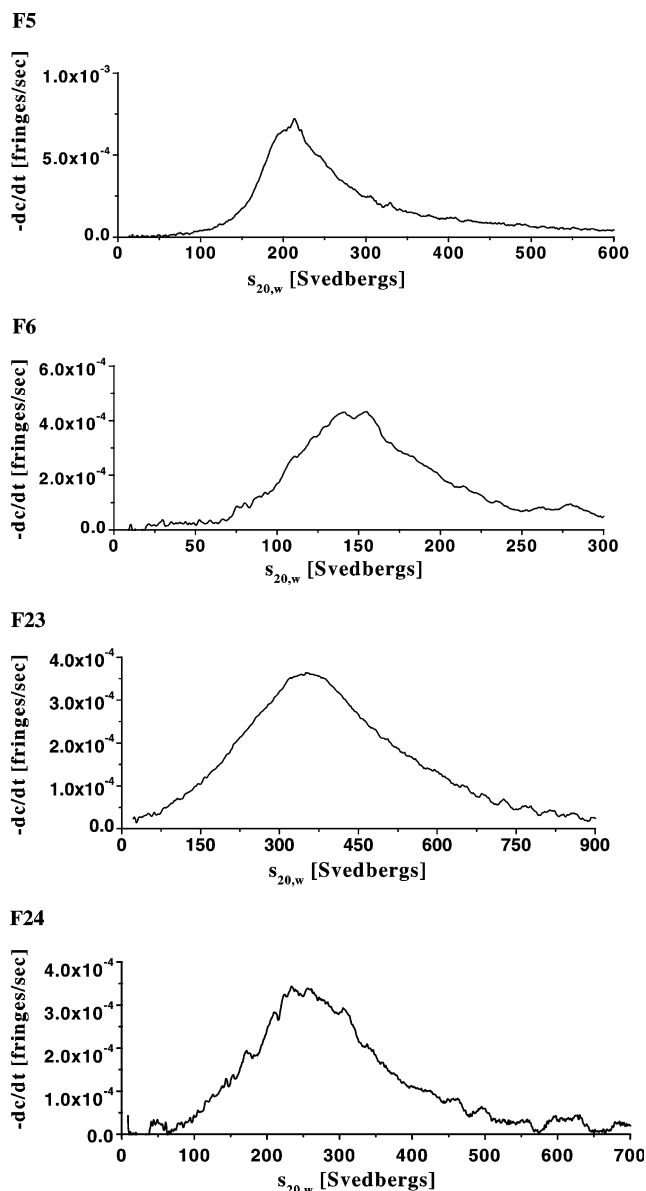 F5
-dc/dt [fringes/sec]
1.0x10-3
5.0x10-4
0.0
0 100 200 300 400 500 600
s20,w [Svedbergs]
F6
-dc/dt [fringes/sec]
6.0x10-4
4.0x10-4
2.0x10-4
0.0
0 50 100 150 200 250 300
s20,w [Svedbergs]
F23
-dc/dt [fringes/sec]
4.0x10-4
3.0x10-4
2.0x10-4
1.0x10-4
0.0
0 150 300 450 600 750 900
s20,w [Svedbergs]
F24
-dc/dt [fringes/sec]
4.0x10-4
3.0x10-4
2.0x10-4
1.0x10-4
0.0
0 100 200 300 400 500 600 700
s20,w [Svedbergs]